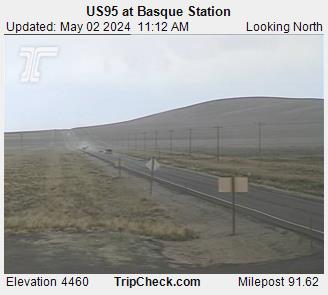 US95 at Basque Station
Updated: May 02 2024 11:12 AM Looking North
Elevation 4460 TripCheck.com Milepost 91.62